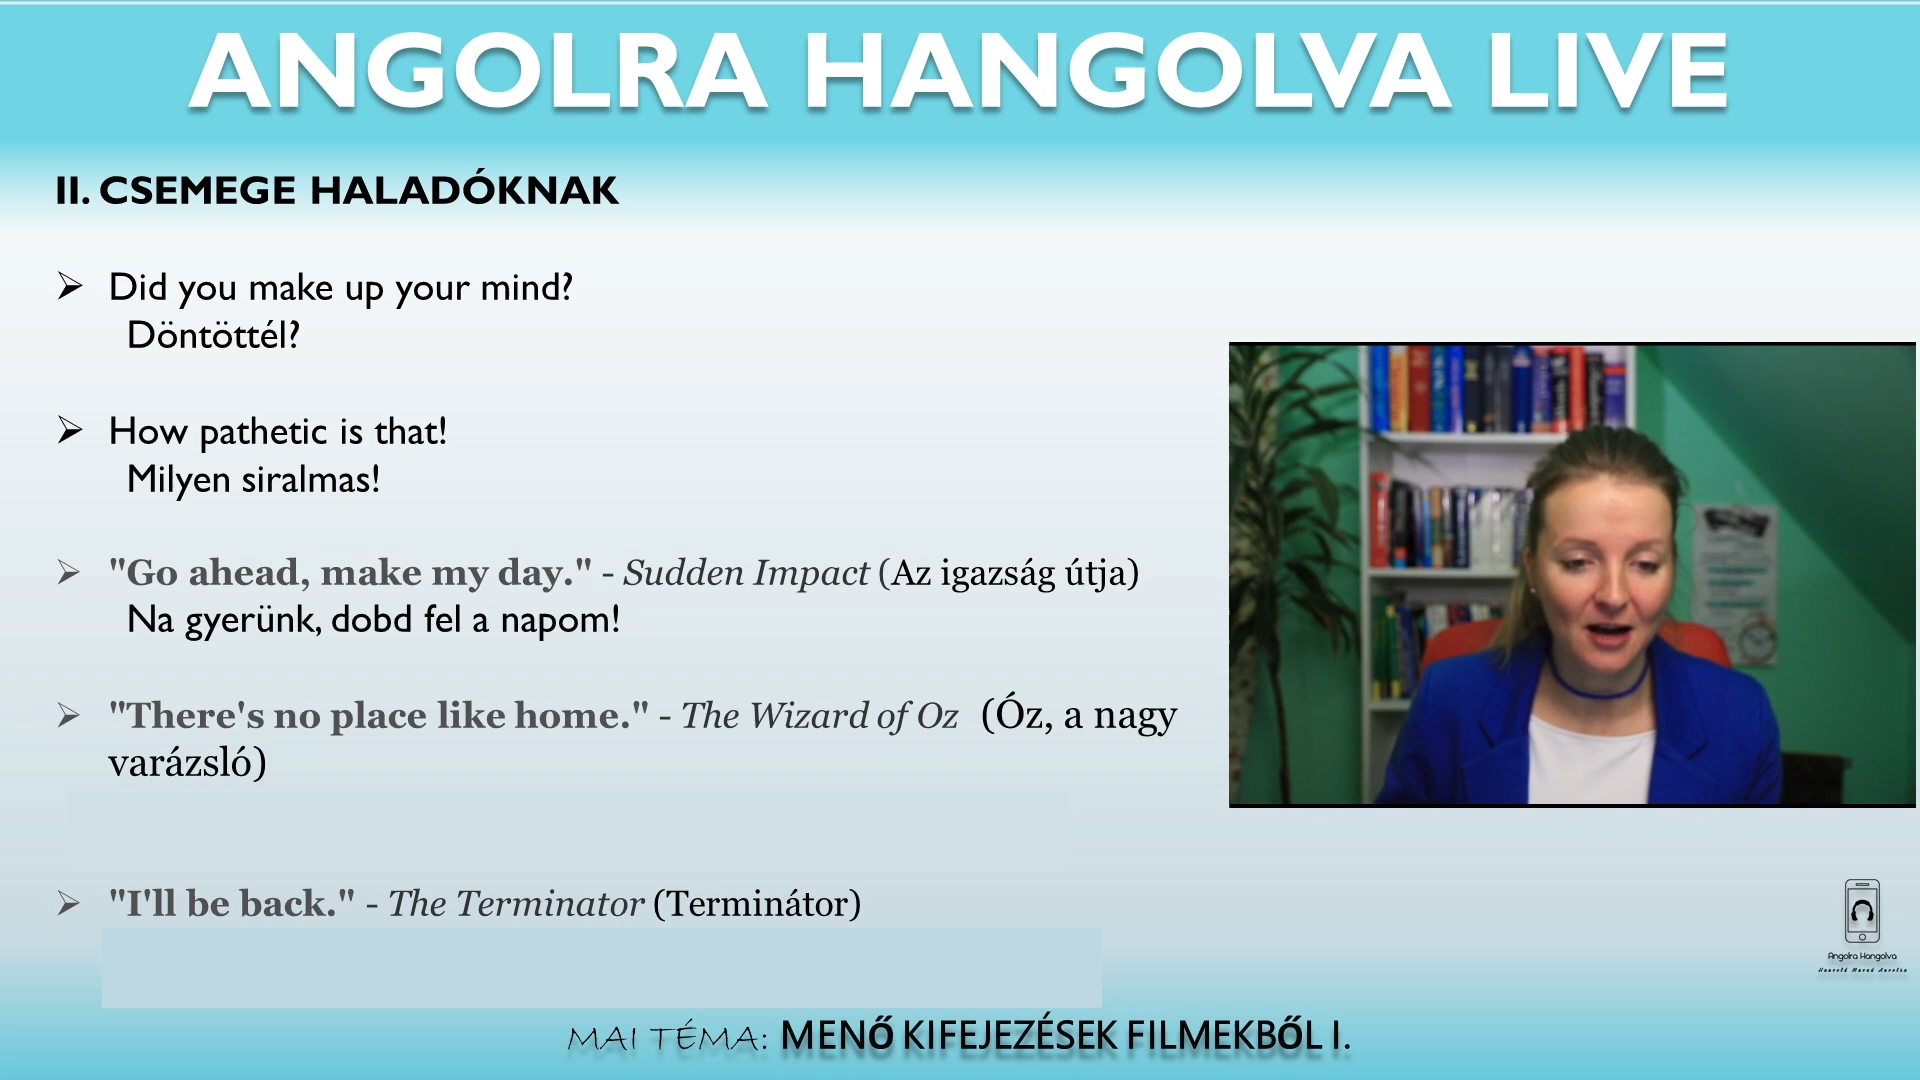 ANGOLRA HANGOLVA LIVE
II. CSEMEGE HALADÓKNAK
Did you make up your mind?
Döntöttél?
How pathetic is that!
Milyen siralmas!
"Go ahead, make my day." - Sudden Impact (Az igazság útja)
Na gyerünk, dobd fel a napom!
"There's no place like home." - The Wizard of Oz (Óz, a nagy
varázsló)
"I'll be back." - The Terminator (Terminátor)
Angolra Hangolva
MAI TÉMA: MENŐ KIFEJEZÉSEK FILMEKBŐL I.